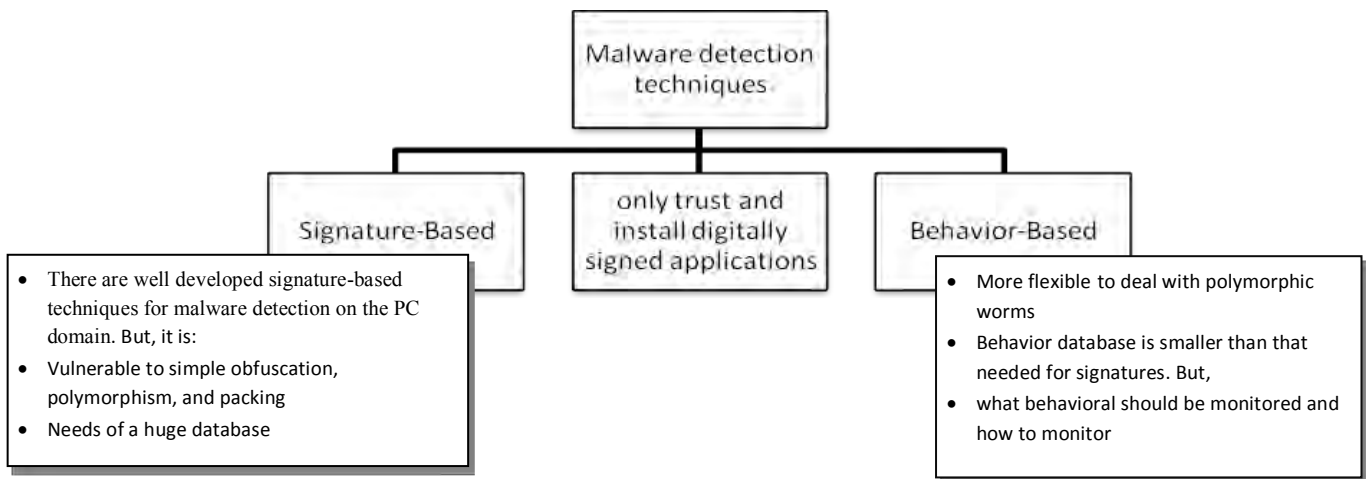 Malware detection
techniques
Signature-Based
only trust and
install digitally
signed applications
Behavior-Based
• There are well developed signature-based
techniques for malware detection on the PC
domain. But, it is:
• Vulnerable to simple obfuscation,
polymorphism, and packing
• Needs of a huge database
• More flexible to deal with polymorphic
worms
• Behavior database is smaller than that
needed for signatures. But,
• what behavioral should be monitored and
how to monitor